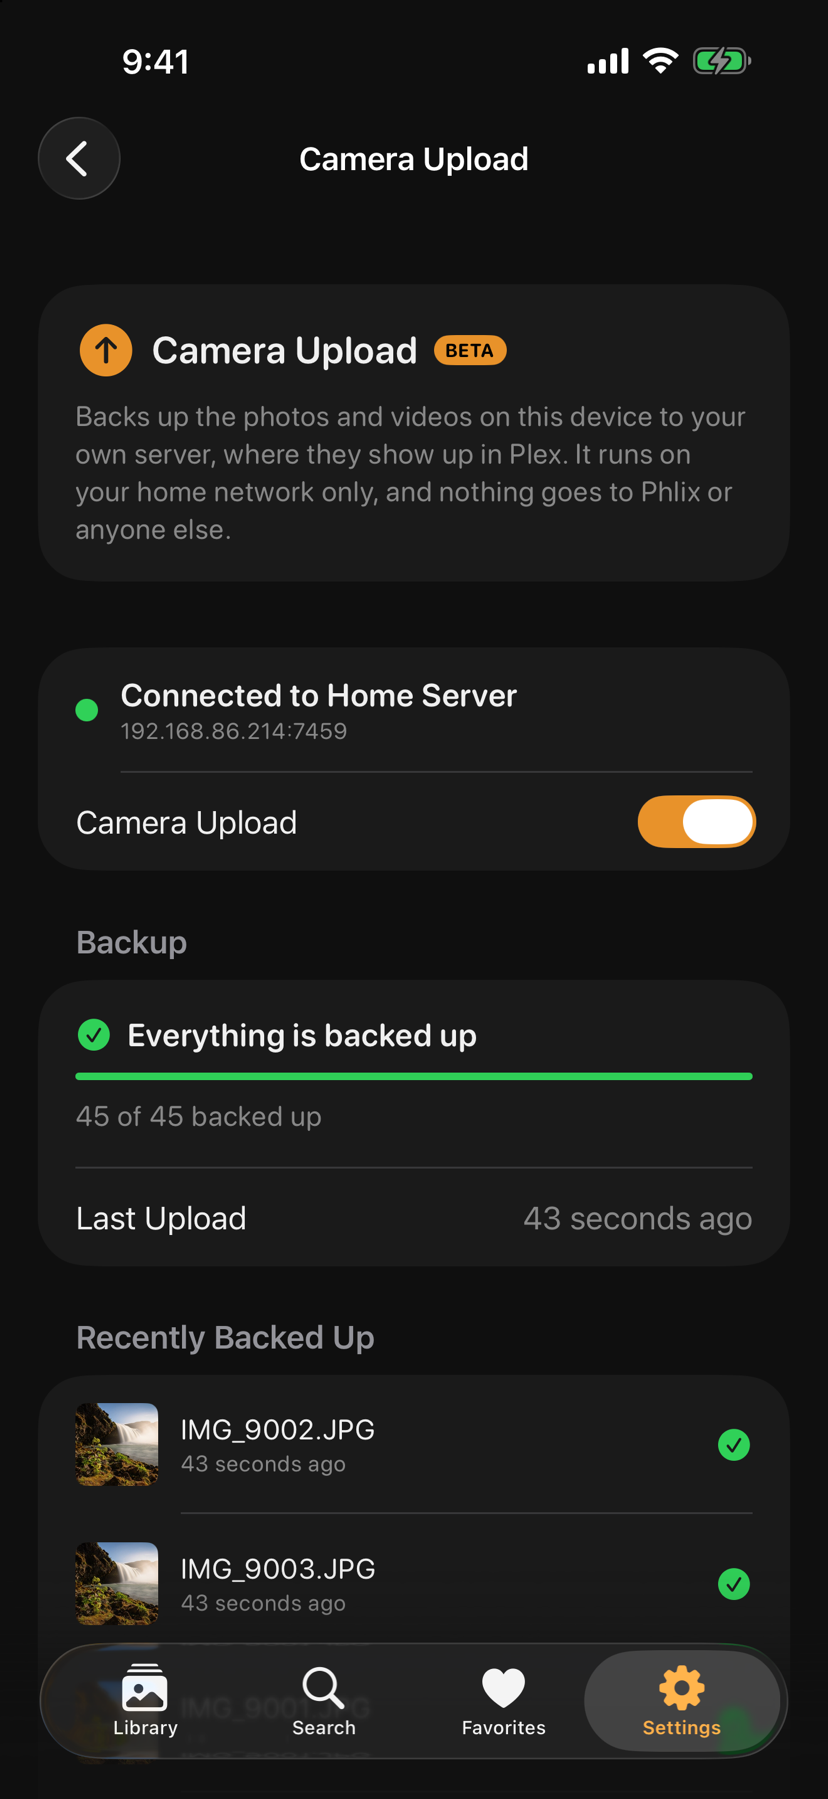 9:41
Camera Upload
Camera Upload BETA
Backs up the photos and videos on this device to your
own server, where they show up in Plex. It runs on
your home network only, and nothing goes to Phlix or
anyone else.
Connected to Home Server
192.168.86.214:7459
Camera Upload
Backup
Everything is backed up
45 of 45 backed up
Last Upload 43 seconds ago
Recently Backed Up
IMG_9002.JPG
43 seconds ago
IMG_9003.JPG
43 seconds ago
IMG_9001.JPG
Library Search Favorites Settings